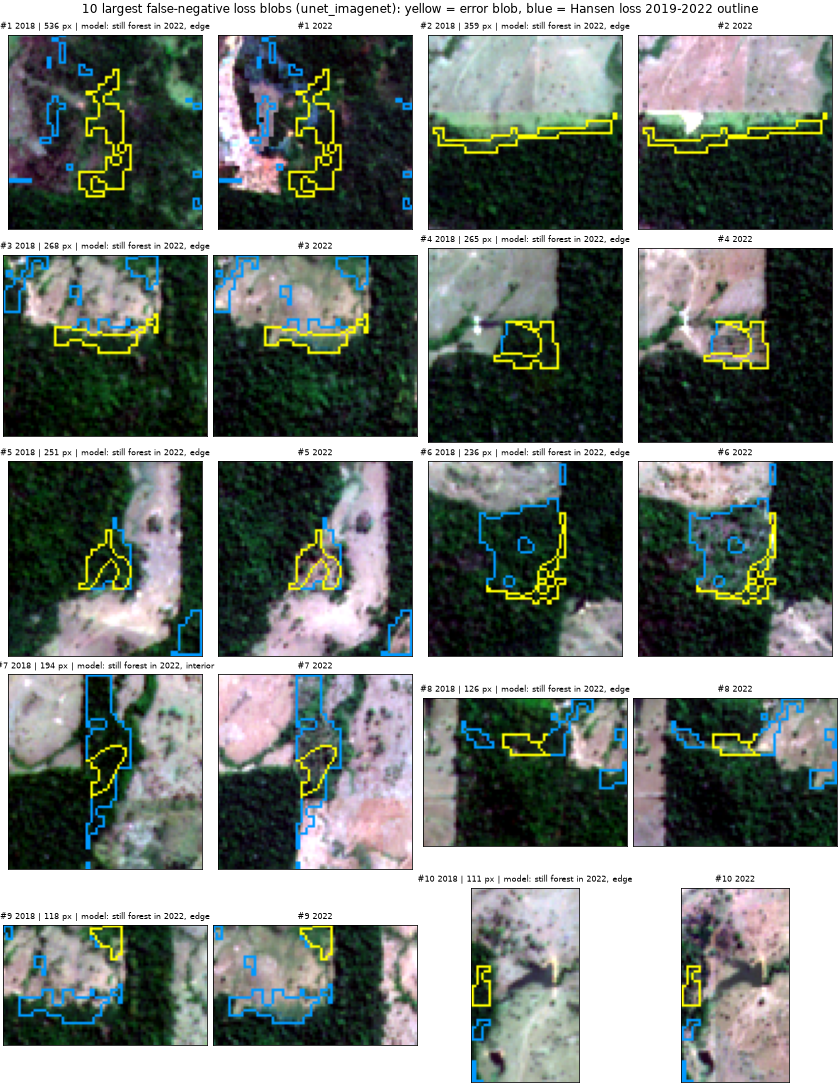 10 largest false-negative loss blobs (unet_imagenet): yellow = error blob, blue = Hansen loss 2019-2022 outline
#1 2018 | 536 px | model: still forest in 2022, edge
#1 2022
#2 2018 | 359 px | model: still forest in 2022, edge
#2 2022
#3 2018 | 268 px | model: still forest in 2022, edge
#3 2022
#4 2018 | 265 px | model: still forest in 2022, edge
#4 2022
#5 2018 | 251 px | model: still forest in 2022, edge
#5 2022
#6 2018 | 236 px | model: still forest in 2022, edge
#6 2022
#7 2018 | 194 px | model: still forest in 2022, interior
#7 2022
#8 2018 | 126 px | model: still forest in 2022, edge
#8 2022
#9 2018 | 118 px | model: still forest in 2022, edge
#9 2022
#10 2018 | 111 px | model: still forest in 2022, edge
#10 2022